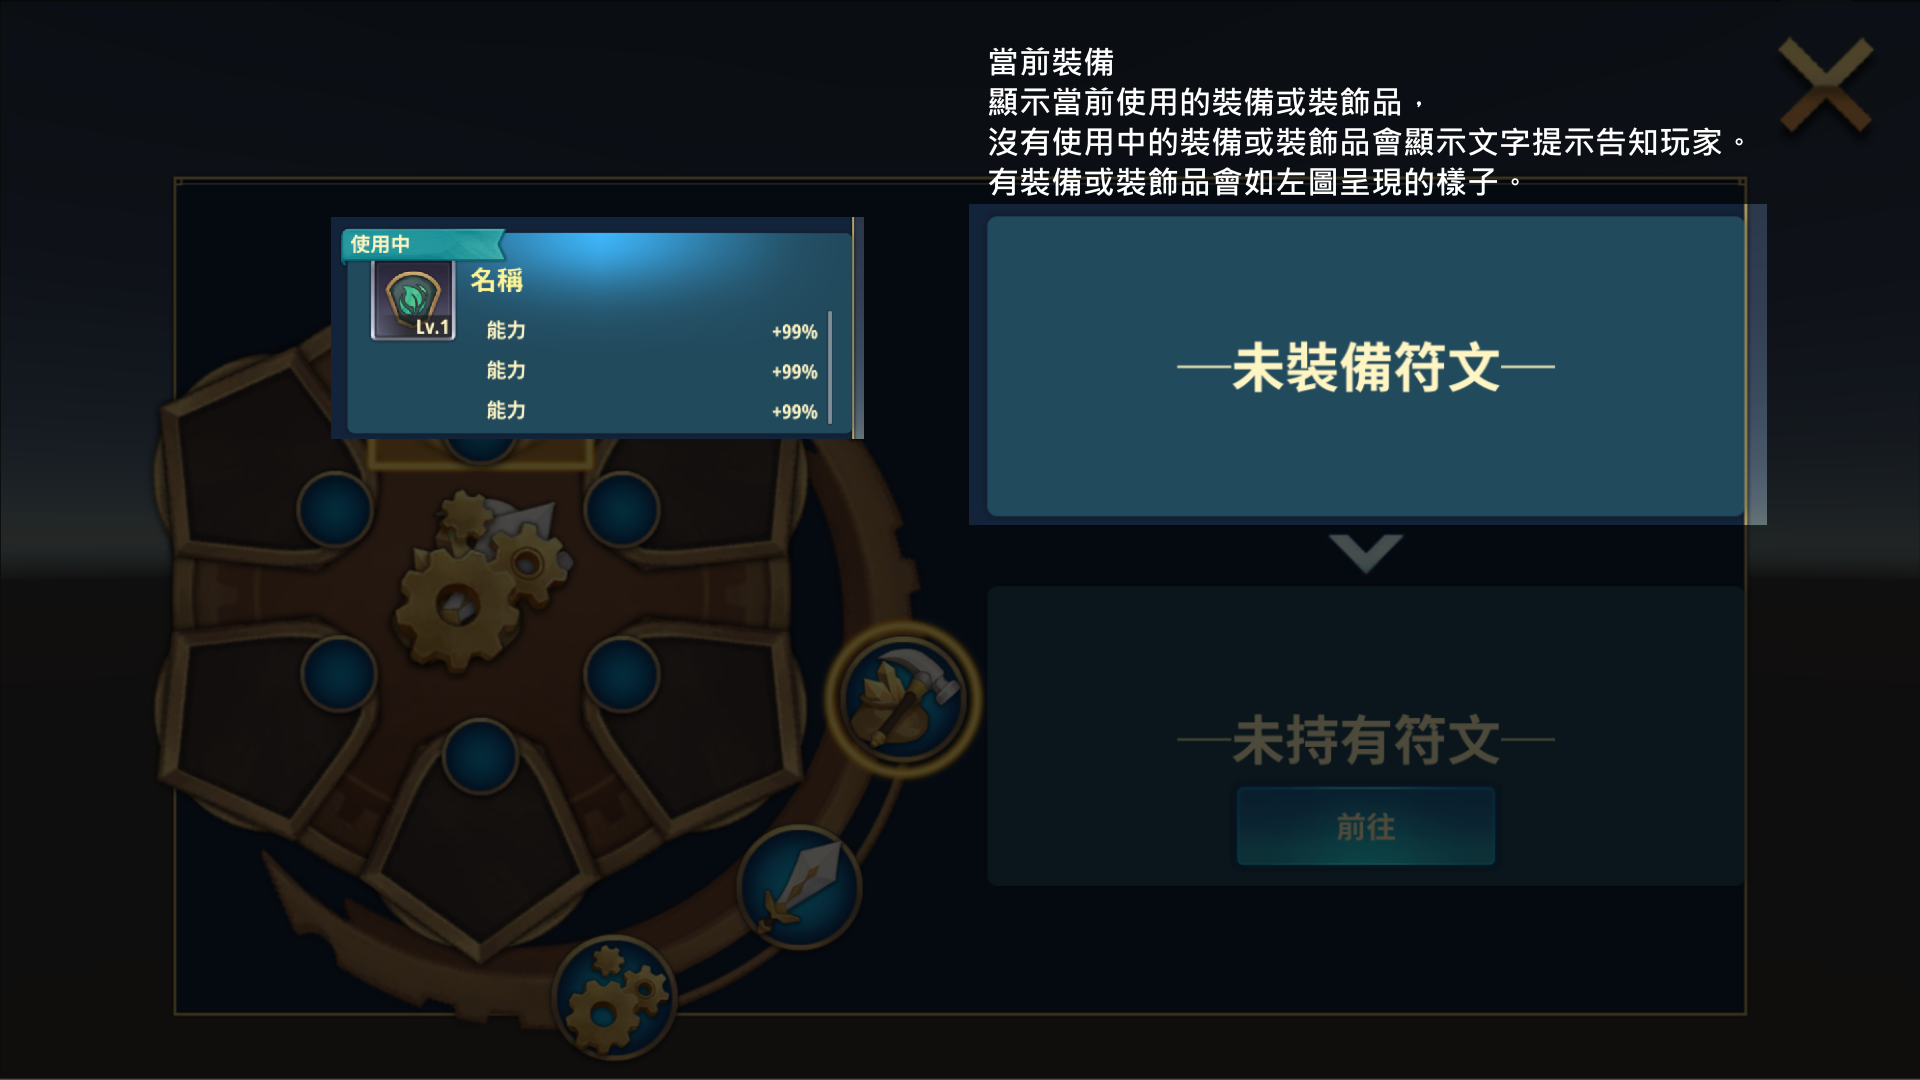 當前裝備
顯示當前使用的裝備或裝飾品，
沒有使用中的裝備或裝飾品會顯示文字提示告知玩家。
有裝備或裝飾品會如左圖呈現的樣子。
使用中
名稱
Lv.1
能力 +99%
能力 +99%
能力 +99%
未裝備符文
未持有符文
前往